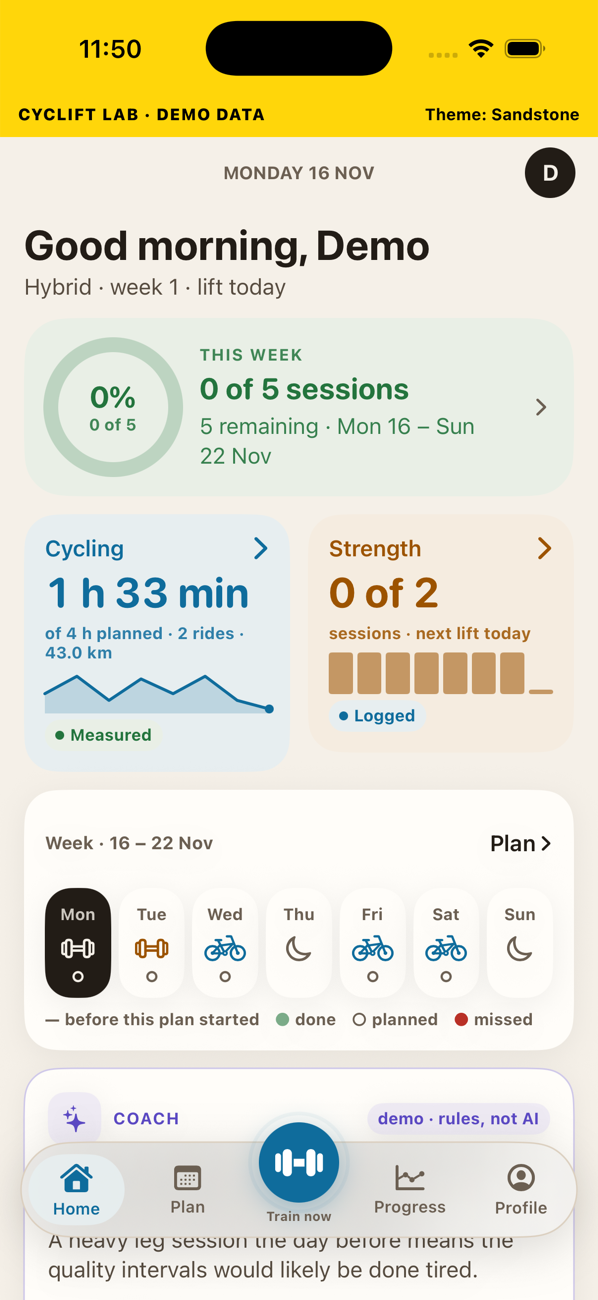 11:50
CYCLIFT LAB · DEMO DATA
Theme: Sandstone
MONDAY 16 NOV
D
Good morning, Demo
Hybrid · week 1 · lift today
0%
0 of 5
THIS WEEK
0 of 5 sessions
5 remaining · Mon 16 – Sun
22 Nov
Cycling
1 h 33 min
of 4 h planned · 2 rides ·
43.0 km
Measured
Strength
0 of 2
sessions · next lift today
Logged
Week · 16 – 22 Nov
Plan
Mon
Tue
Wed
Thu
Fri
Sat
Sun
— before this plan started
done
planned
missed
COACH
demo · rules, not AI
Home
Plan
Train now
Progress
Profile
A heavy leg session the day before means the
quality intervals would likely be done tired.